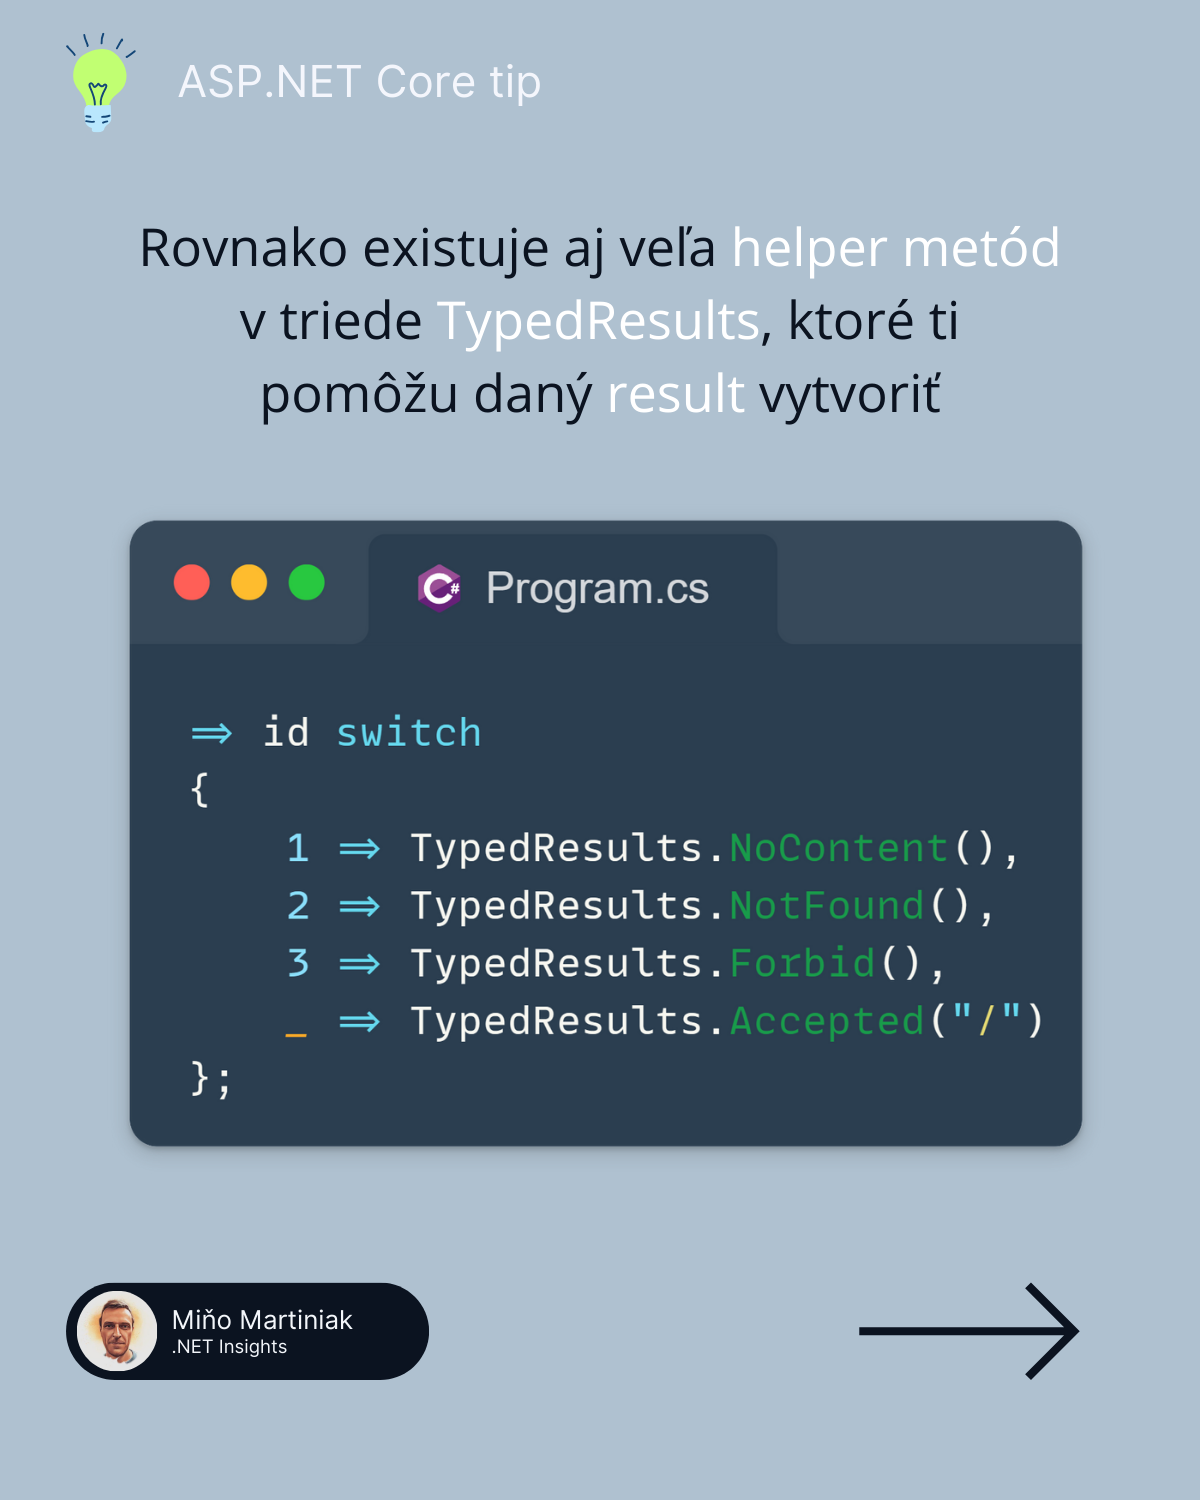 ASP.NET Core tip
Rovnako existuje aj veľa helper metód
v triede TypedResults, ktoré ti
pomôžu daný result vytvoriť
C# Program.cs
=> id switch
{
    1 => TypedResults.NoContent(),
    2 => TypedResults.NotFound(),
    3 => TypedResults.Forbid(),
    _ => TypedResults.Accepted("/")
};
Miňo Martiniak
.NET Insights